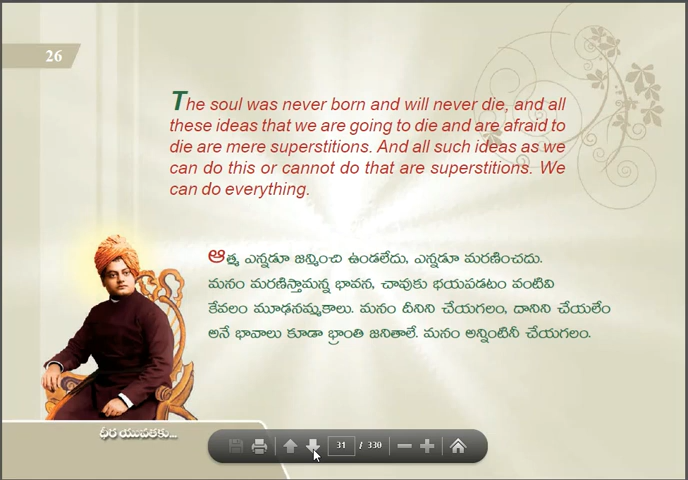 26
The soul was never born and will never die, and all
these ideas that we are going to die and are afraid to
die are mere superstitions. And all such ideas as we
can do this or cannot do that are superstitions. We
can do everything.
ఆత్మ ఎన్నడూ జన్మించి ఉండలేదు, ఎన్నడూ మరణించదు.
మనం మరణిస్తామన్న భావన, చావుకు భయపడటం వంటివి
కేవలం మూఢనమ్మకాలు. మనం దీనిని చేయగలం, దానిని చేయలేం
అనే భావాలు కూడా భ్రాంతి జనితాలే. మనం అన్నింటినీ చేయగలం.
ధీర యువతకు...
31 / 330